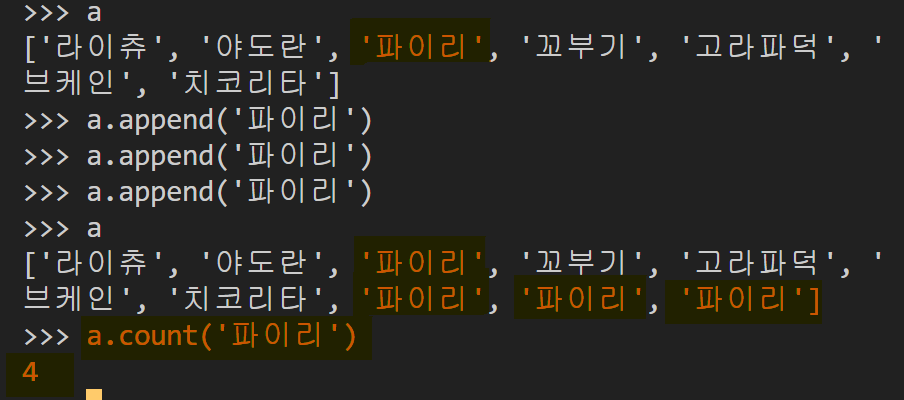 >>> a
['라이츄', '야도란', '파이리', '꼬부기', '고라파덕', '
브케인', '치코리타']
>>> a.append('파이리')
>>> a.append('파이리')
>>> a.append('파이리')
>>> a
['라이츄', '야도란', '파이리', '꼬부기', '고라파덕', '
브케인', '치코리타', '파이리', '파이리', '파이리']
>>> a.count('파이리')
4